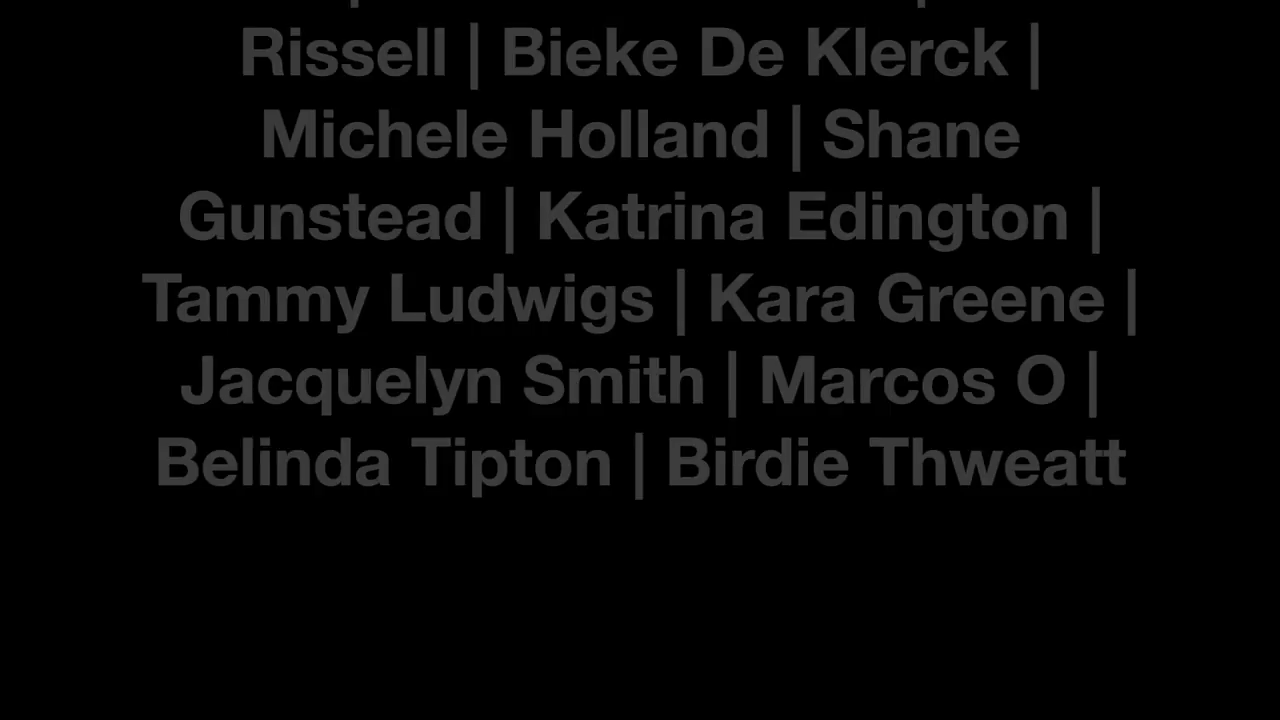 Rissell | Bieke De Klerck |
Michele Holland | Shane
Gunstead | Katrina Edington |
Tammy Ludwigs | Kara Greene |
Jacquelyn Smith | Marcos O |
Belinda Tipton | Birdie Thweatt